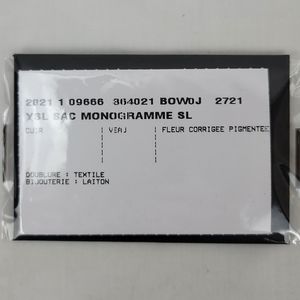 2021 1 09666 364021 BOW0J 2721
YSL SAC MONOGRAMME SL
CUIR | VEAU | FLEUR CORRIGEE PIGMENTEE
DOUBLURE : TEXTILE
BIJOUTERIE : LAITON